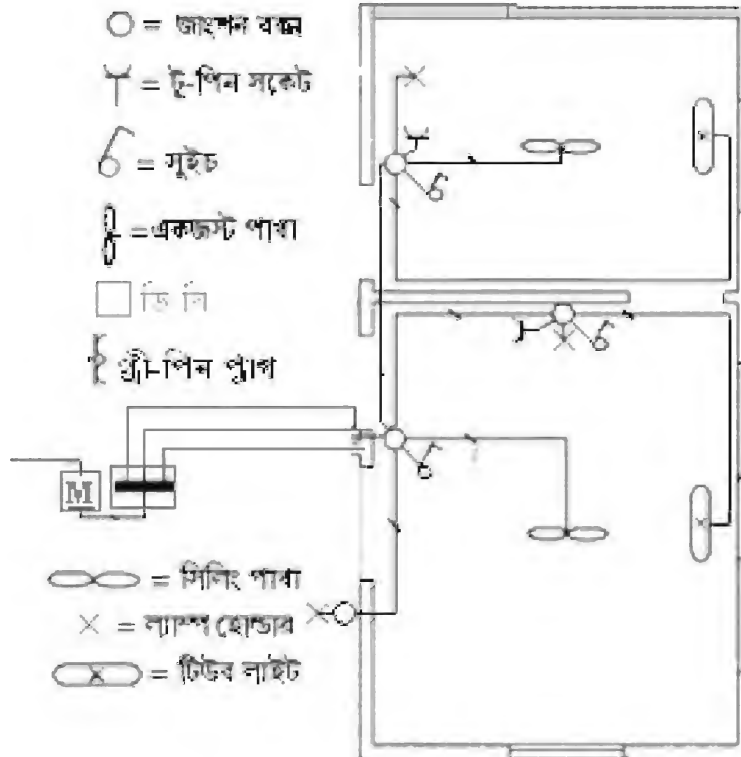 = জাংশন বক্স
= টু-পিন সকেট
= সুইচ
= একজস্ট পাখা
ডি বি
থ্রী-পিন প্লাগ
M
= সিলিং পাখা
= ল্যাম্প হোল্ডার
= টিউব লাইট